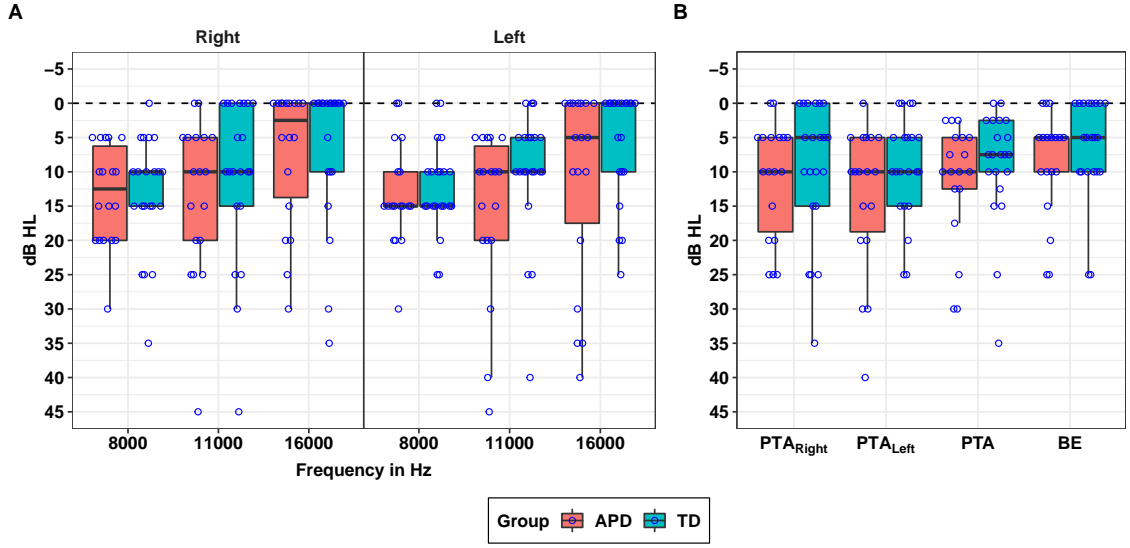 A
B
Right
Left
−5
0
5
10
15
20
25
30
35
40
45
dB HL
8000
11000
16000
8000
11000
16000
Frequency in Hz
−5
0
5
10
15
20
25
30
35
40
45
dB HL
PTARight
PTALeft
PTA
BE
Group APD TD